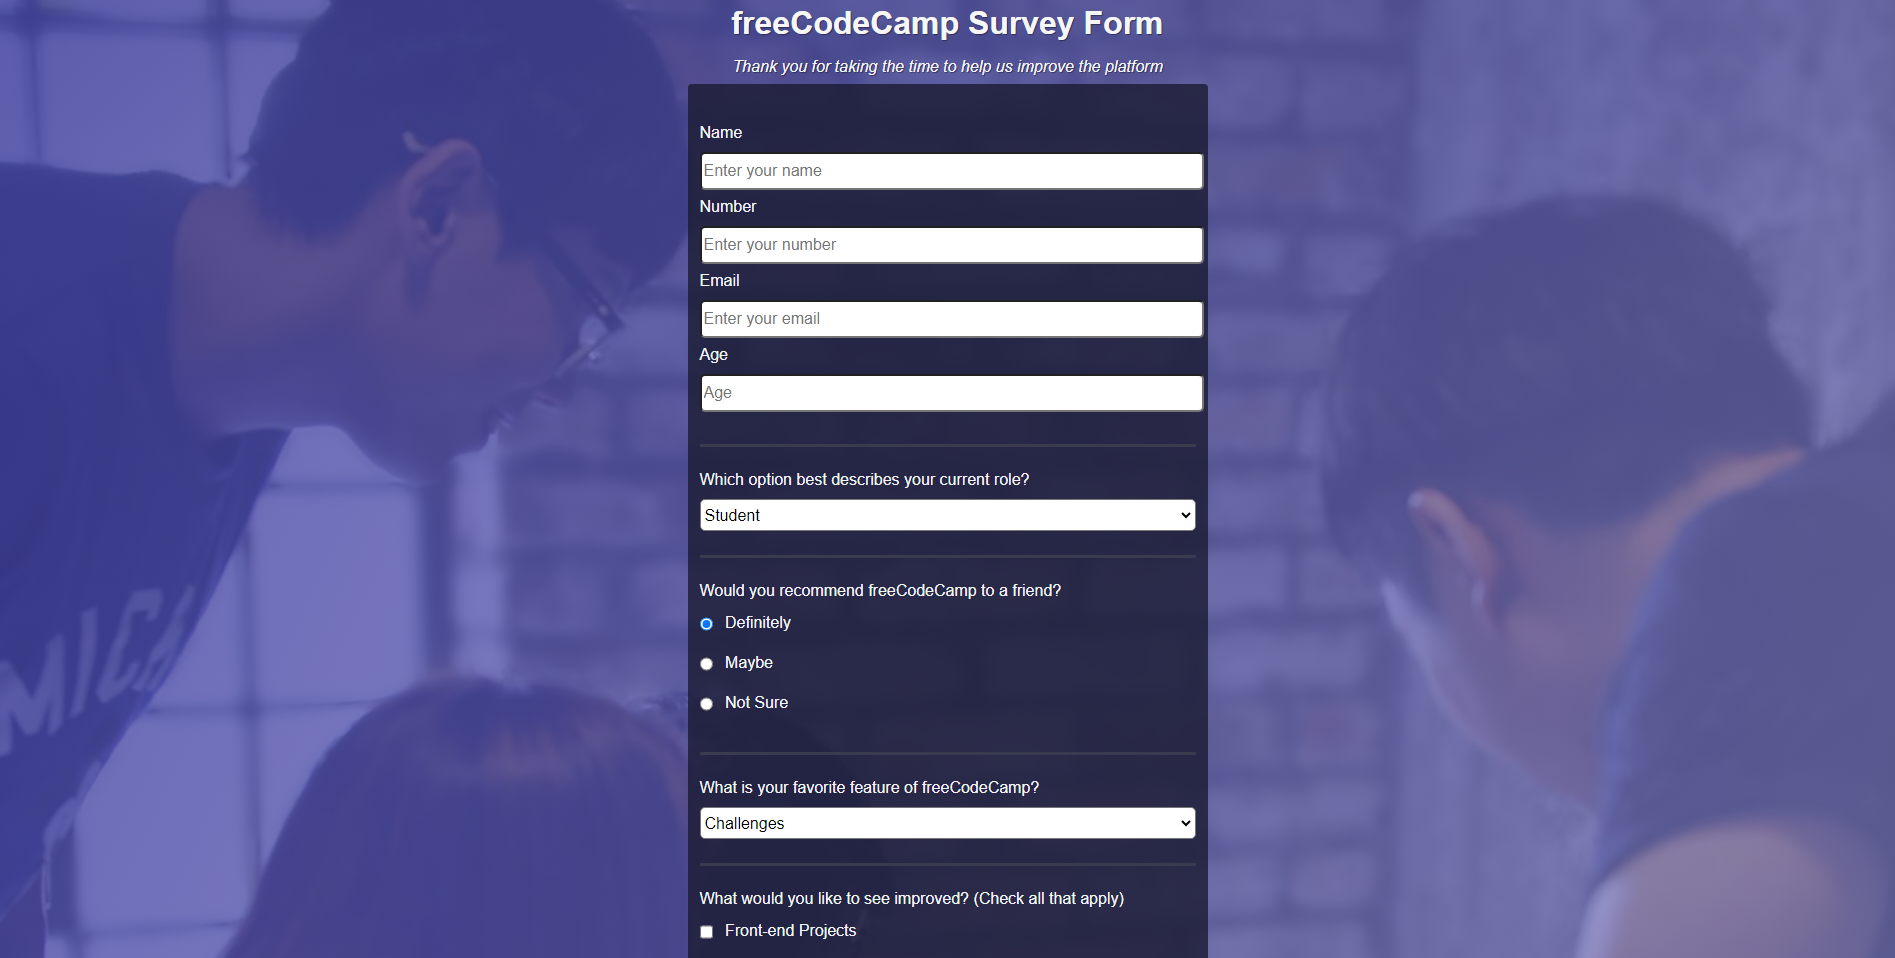 freeCodeCamp Survey Form
Thank you for taking the time to help us improve the platform
Name
Enter your name
Number
Enter your number
Email
Enter your email
Age
Age
Which option best describes your current role?
Student
Would you recommend freeCodeCamp to a friend?
Definitely
Maybe
Not Sure
What is your favorite feature of freeCodeCamp?
Challenges
What would you like to see improved? (Check all that apply)
Front-end Projects
MICH